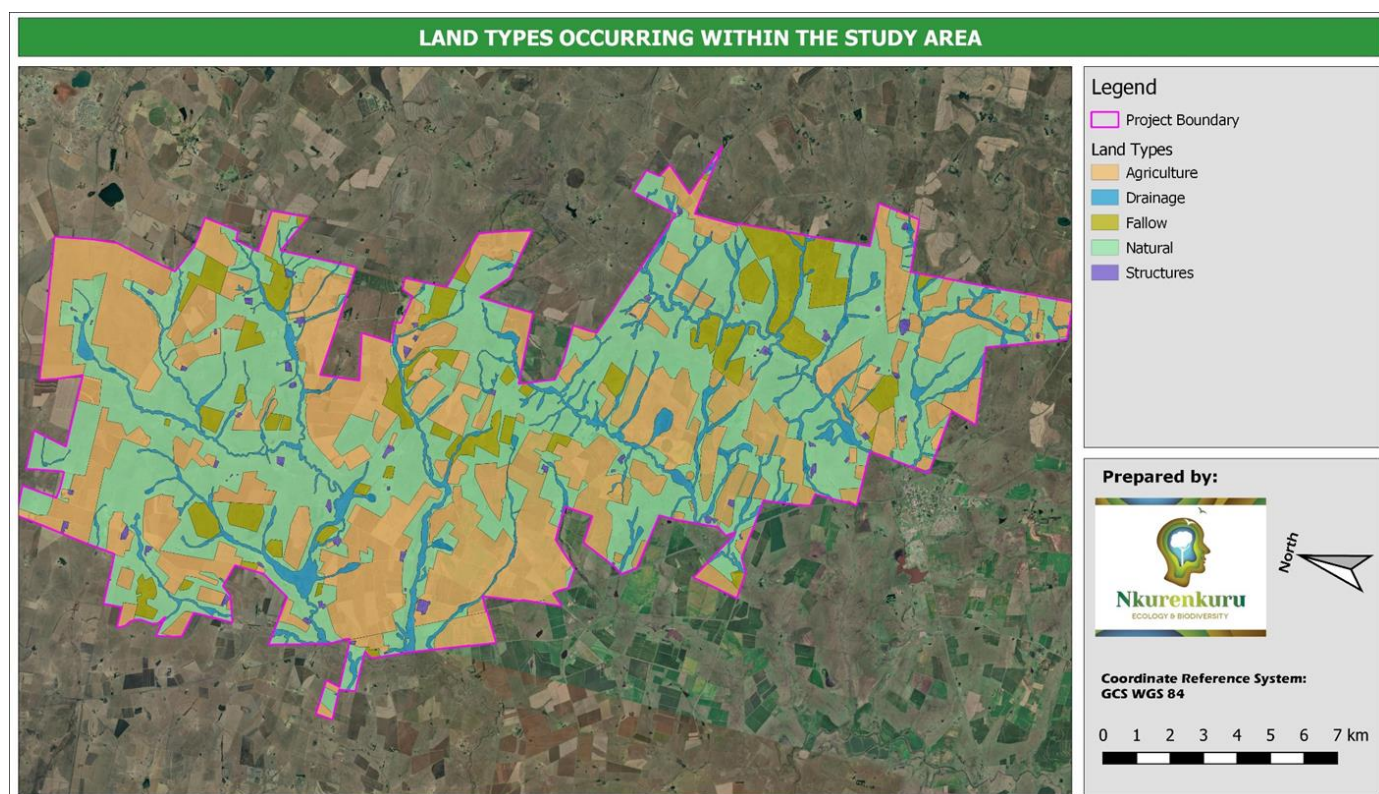 LAND TYPES OCCURRING WITHIN THE STUDY AREA
Legend
Project Boundary
Land Types
Agriculture
Drainage
Fallow
Natural
Structures
Prepared by:
Nkurenkuru
ECOLOGY & BIODIVERSITY
North
Coordinate Reference System:
GCS WGS 84
0 1 2 3 4 5 6 7 km